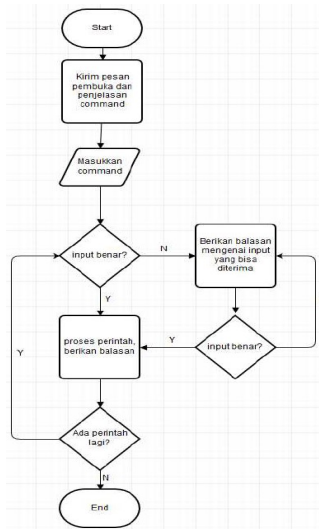 Start
Kirim pesan
pembuka dan
penjelasan
command
Masukkan
command
input benar?
N
Berikan balasan
mengenai input
yang bisa
diterima
Y
proses perintah,
berikan balasan
Y
input benar?
Y
Ada perintah
lagi?
N
End